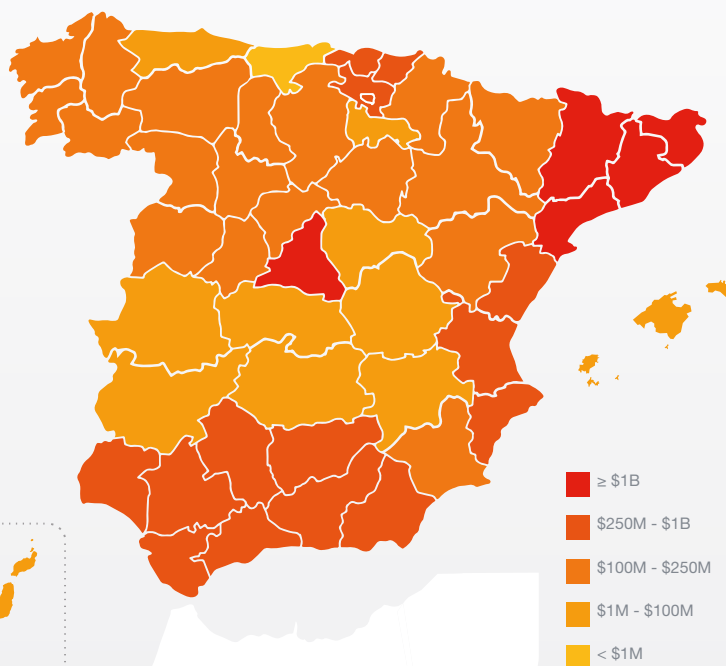 ≥ $1B
$250M - $1B
$100M - $250M
$1M - $100M
< $1M